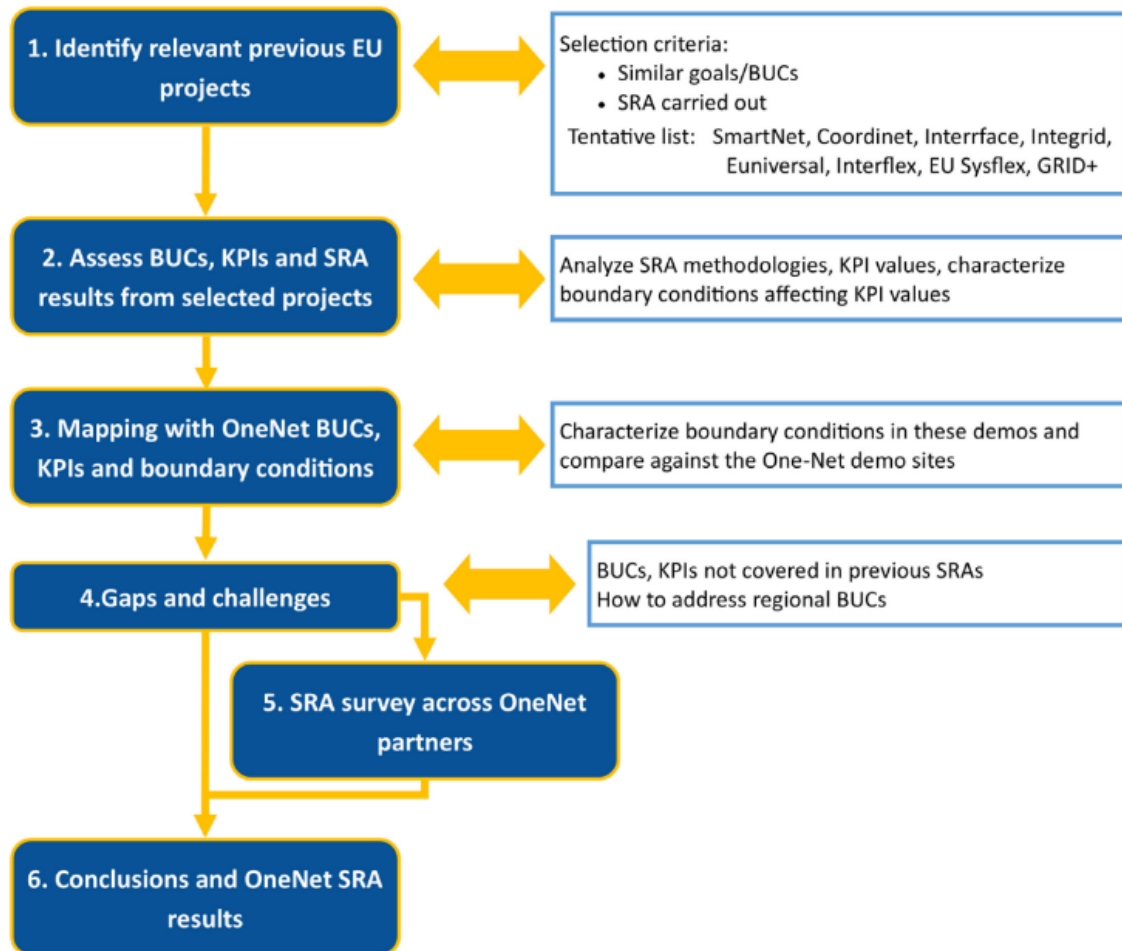 1. Identify relevant previous EU
projects
Selection criteria:
• Similar goals/BUCs
• SRA carried out
Tentative list: SmartNet, Coordinet, Interrface, Integrid,
Euniversal, Interflex, EU Sysflex, GRID+
2. Assess BUCs, KPIs and SRA
results from selected projects
Analyze SRA methodologies, KPI values, characterize
boundary conditions affecting KPI values
3. Mapping with OneNet BUCs,
KPIs and boundary conditions
Characterize boundary conditions in these demos and
compare against the One-Net demo sites
4.Gaps and challenges
BUCs, KPIs not covered in previous SRAs
How to address regional BUCs
5. SRA survey across OneNet
partners
6. Conclusions and OneNet SRA
results